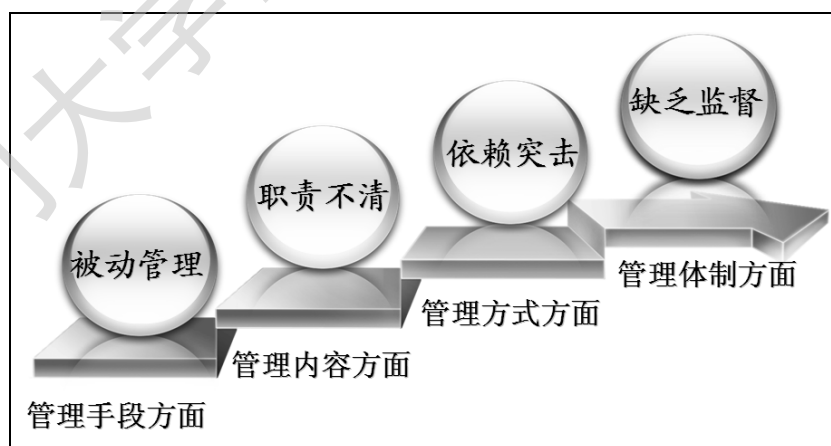 被动管理
管理手段方面
职责不清
管理内容方面
依赖突击
管理方式方面
缺乏监督
管理体制方面
大学